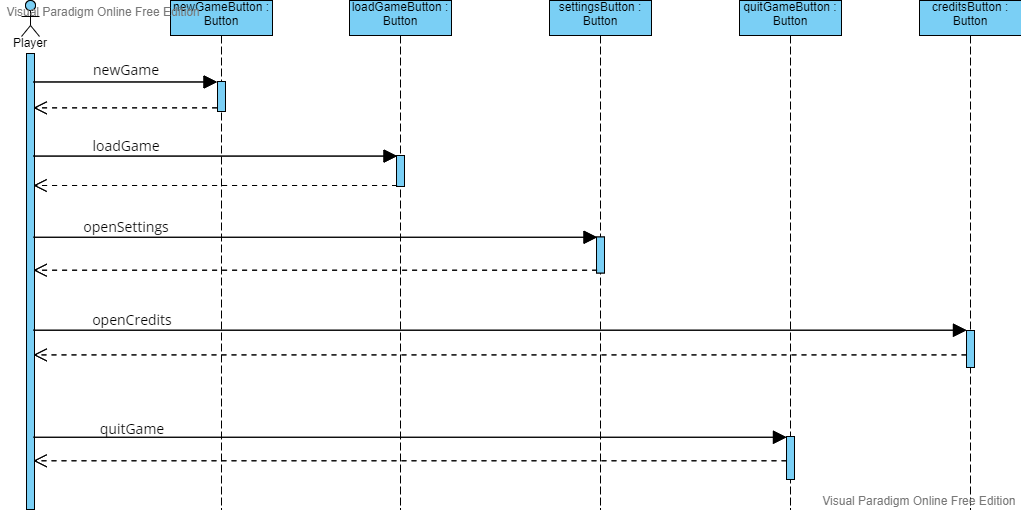 Visual Paradigm Online Free Edition
newGameButton :
Button
loadGameButton :
Button
settingsButton :
Button
quitGameButton :
Button
creditsButton :
Button
Player
newGame
loadGame
openSettings
openCredits
quitGame
Visual Paradigm Online Free Edition